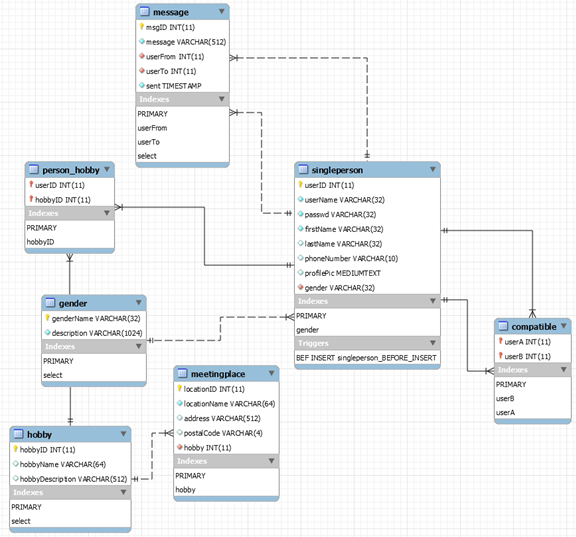 message
msgID INT(11)
message VARCHAR(512)
userFrom INT(11)
userTo INT(11)
sent TIMESTAMP
Indexes
PRIMARY
userFrom
userTo
select
person_hobby
userID INT(11)
hobbyID INT(11)
Indexes
PRIMARY
hobbyID
singleperson
userID INT(11)
userName VARCHAR(32)
passwd VARCHAR(32)
firstName VARCHAR(32)
lastName VARCHAR(32)
phoneNumber VARCHAR(10)
profilePic MEDIUMTEXT
gender VARCHAR(32)
Indexes
PRIMARY
gender
Triggers
BEF INSERT singleperson_BEFORE_INSERT
gender
genderName VARCHAR(32)
description VARCHAR(1024)
Indexes
PRIMARY
select
compatible
userA INT(11)
userB INT(11)
Indexes
PRIMARY
userB
userA
meetingplace
locationID INT(11)
locationName VARCHAR(64)
address VARCHAR(512)
postalCode VARCHAR(4)
hobby INT(11)
Indexes
PRIMARY
hobby
hobby
hobbyID INT(11)
hobbyName VARCHAR(64)
hobbyDescription VARCHAR(512)
Indexes
PRIMARY
select